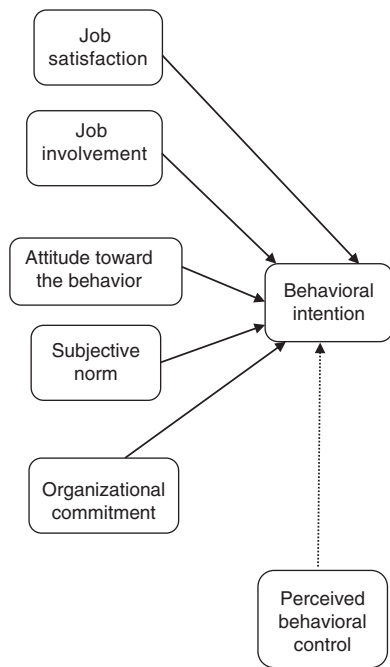 Job
satisfaction
Job
involvement
Attitude toward
the behavior
Behavioral
intention
Subjective
norm
Organizational
commitment
Perceived
behavioral
control